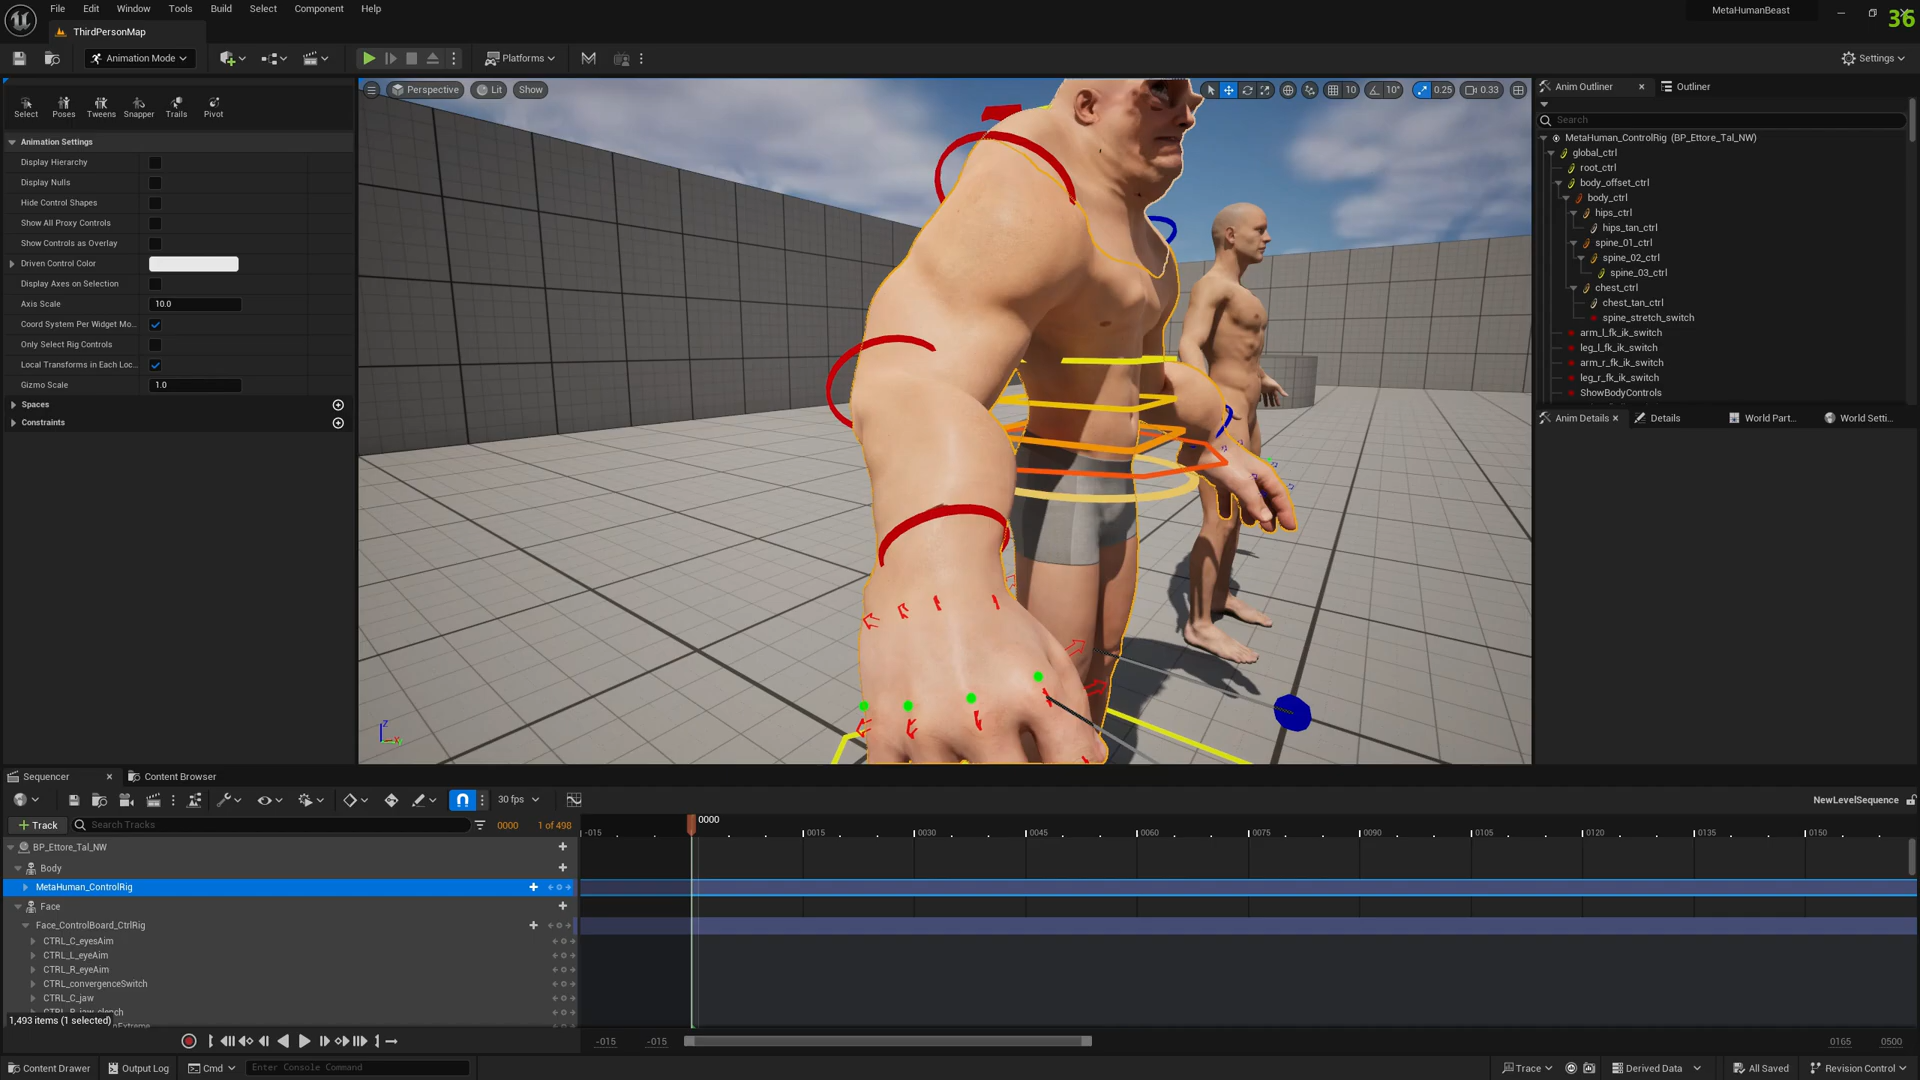 File Edit Window Tools Build Select Component Help
MetaHumanBeast
36
ThirdPersonMap
Animation Mode
Platforms
Settings
Select Poses Tweens Snapper Trails Pivot
Animation Settings
Display Hierarchy
Display Nulls
Hide Control Shapes
Show All Proxy Controls
Show Controls as Overlay
Driven Control Color
Display Axes on Selection
Axis Scale 10.0
Coord System Per Widget Mo...
Only Select Rig Controls
Local Transforms in Each Loc...
Gizmo Scale 1.0
Spaces
Constraints
Perspective Lit Show
10 10° 0.25 0.33
Z
Anim Outliner Outliner
Search
MetaHuman_ControlRig (BP_Ettore_Tal_NW)
global_ctrl
root_ctrl
body_offset_ctrl
body_ctrl
hips_ctrl
hips_tan_ctrl
spine_01_ctrl
spine_02_ctrl
spine_03_ctrl
chest_ctrl
chest_tan_ctrl
spine_stretch_switch
arm_l_fk_ik_switch
leg_l_fk_ik_switch
arm_r_fk_ik_switch
leg_r_fk_ik_switch
ShowBodyControls
Anim Details Details World Part... World Setti...
Sequencer Content Browser
30 fps
NewLevelSequence
Track Search Tracks 0000 1 of 498
0000
-015 0015 0030 0045 0060 0075 0090 0105 0120 0135 0150
BP_Ettore_Tal_NW
Body
MetaHuman_ControlRig
Face
Face_ControlBoard_CtrlRig
CTRL_C_eyesAim
CTRL_L_eyeAim
CTRL_R_eyeAim
CTRL_convergenceSwitch
CTRL_C_jaw
1,493 items (1 selected)
-015 -015 0165 0500
Content Drawer Output Log Cmd Enter Console Command
Trace Derived Data All Saved Revision Control